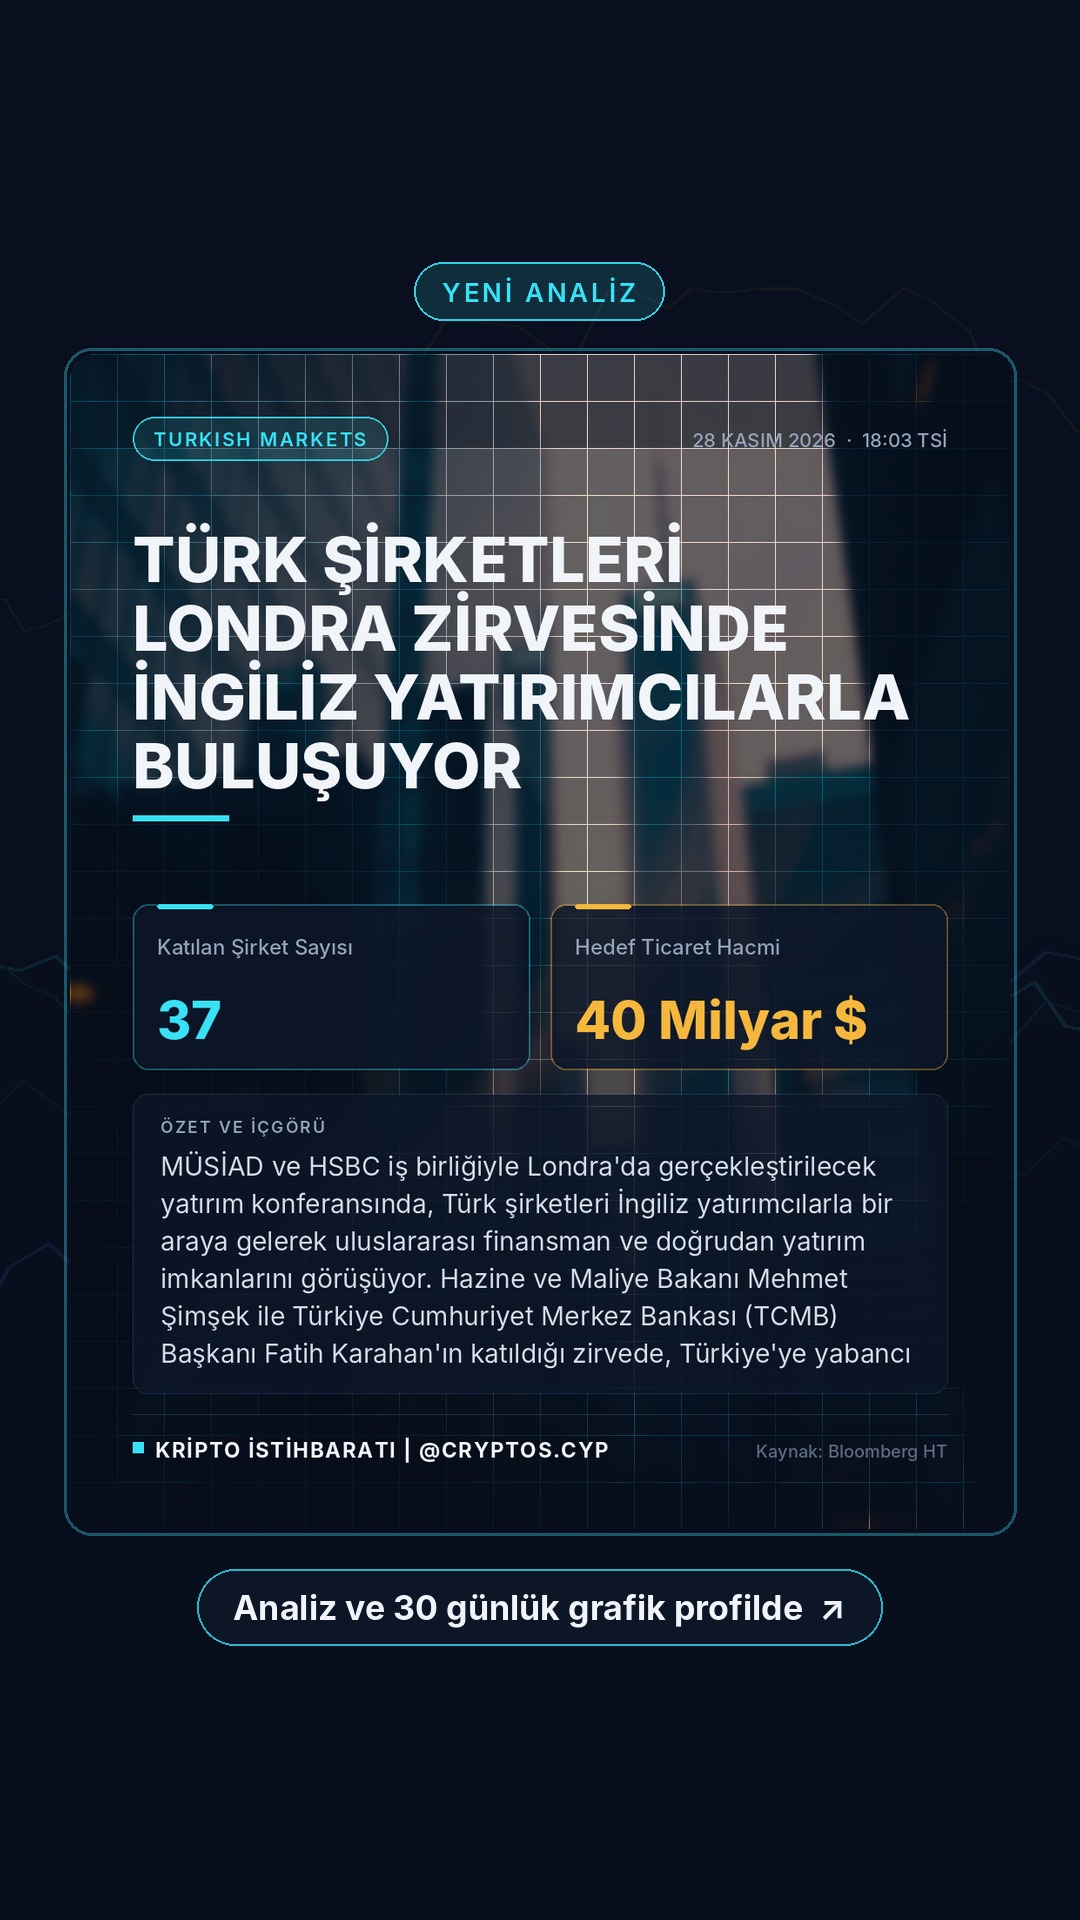 YENİ ANALİZ
TURKISH MARKETS
28 KASIM 2026 · 18:03 TSİ
TÜRK ŞİRKETLERİ
LONDRA ZİRVESİNDE
İNGİLİZ YATIRIMCILARLA
BULUŞUYOR
Katılan Şirket Sayısı
37
Hedef Ticaret Hacmi
40 Milyar $
ÖZET VE İÇGÖRÜ
MÜSİAD ve HSBC iş birliğiyle Londra'da gerçekleştirilecek
yatırım konferansında, Türk şirketleri İngiliz yatırımcılarla bir
araya gelerek uluslararası finansman ve doğrudan yatırım
imkanlarını görüşüyor. Hazine ve Maliye Bakanı Mehmet
Şimşek ile Türkiye Cumhuriyet Merkez Bankası (TCMB)
Başkanı Fatih Karahan'ın katıldığı zirvede, Türkiye'ye yabancı
KRİPTO İSTİHBARATI | @CRYPTOS.CYP
Kaynak: Bloomberg HT
Analiz ve 30 günlük grafik profilde ↗